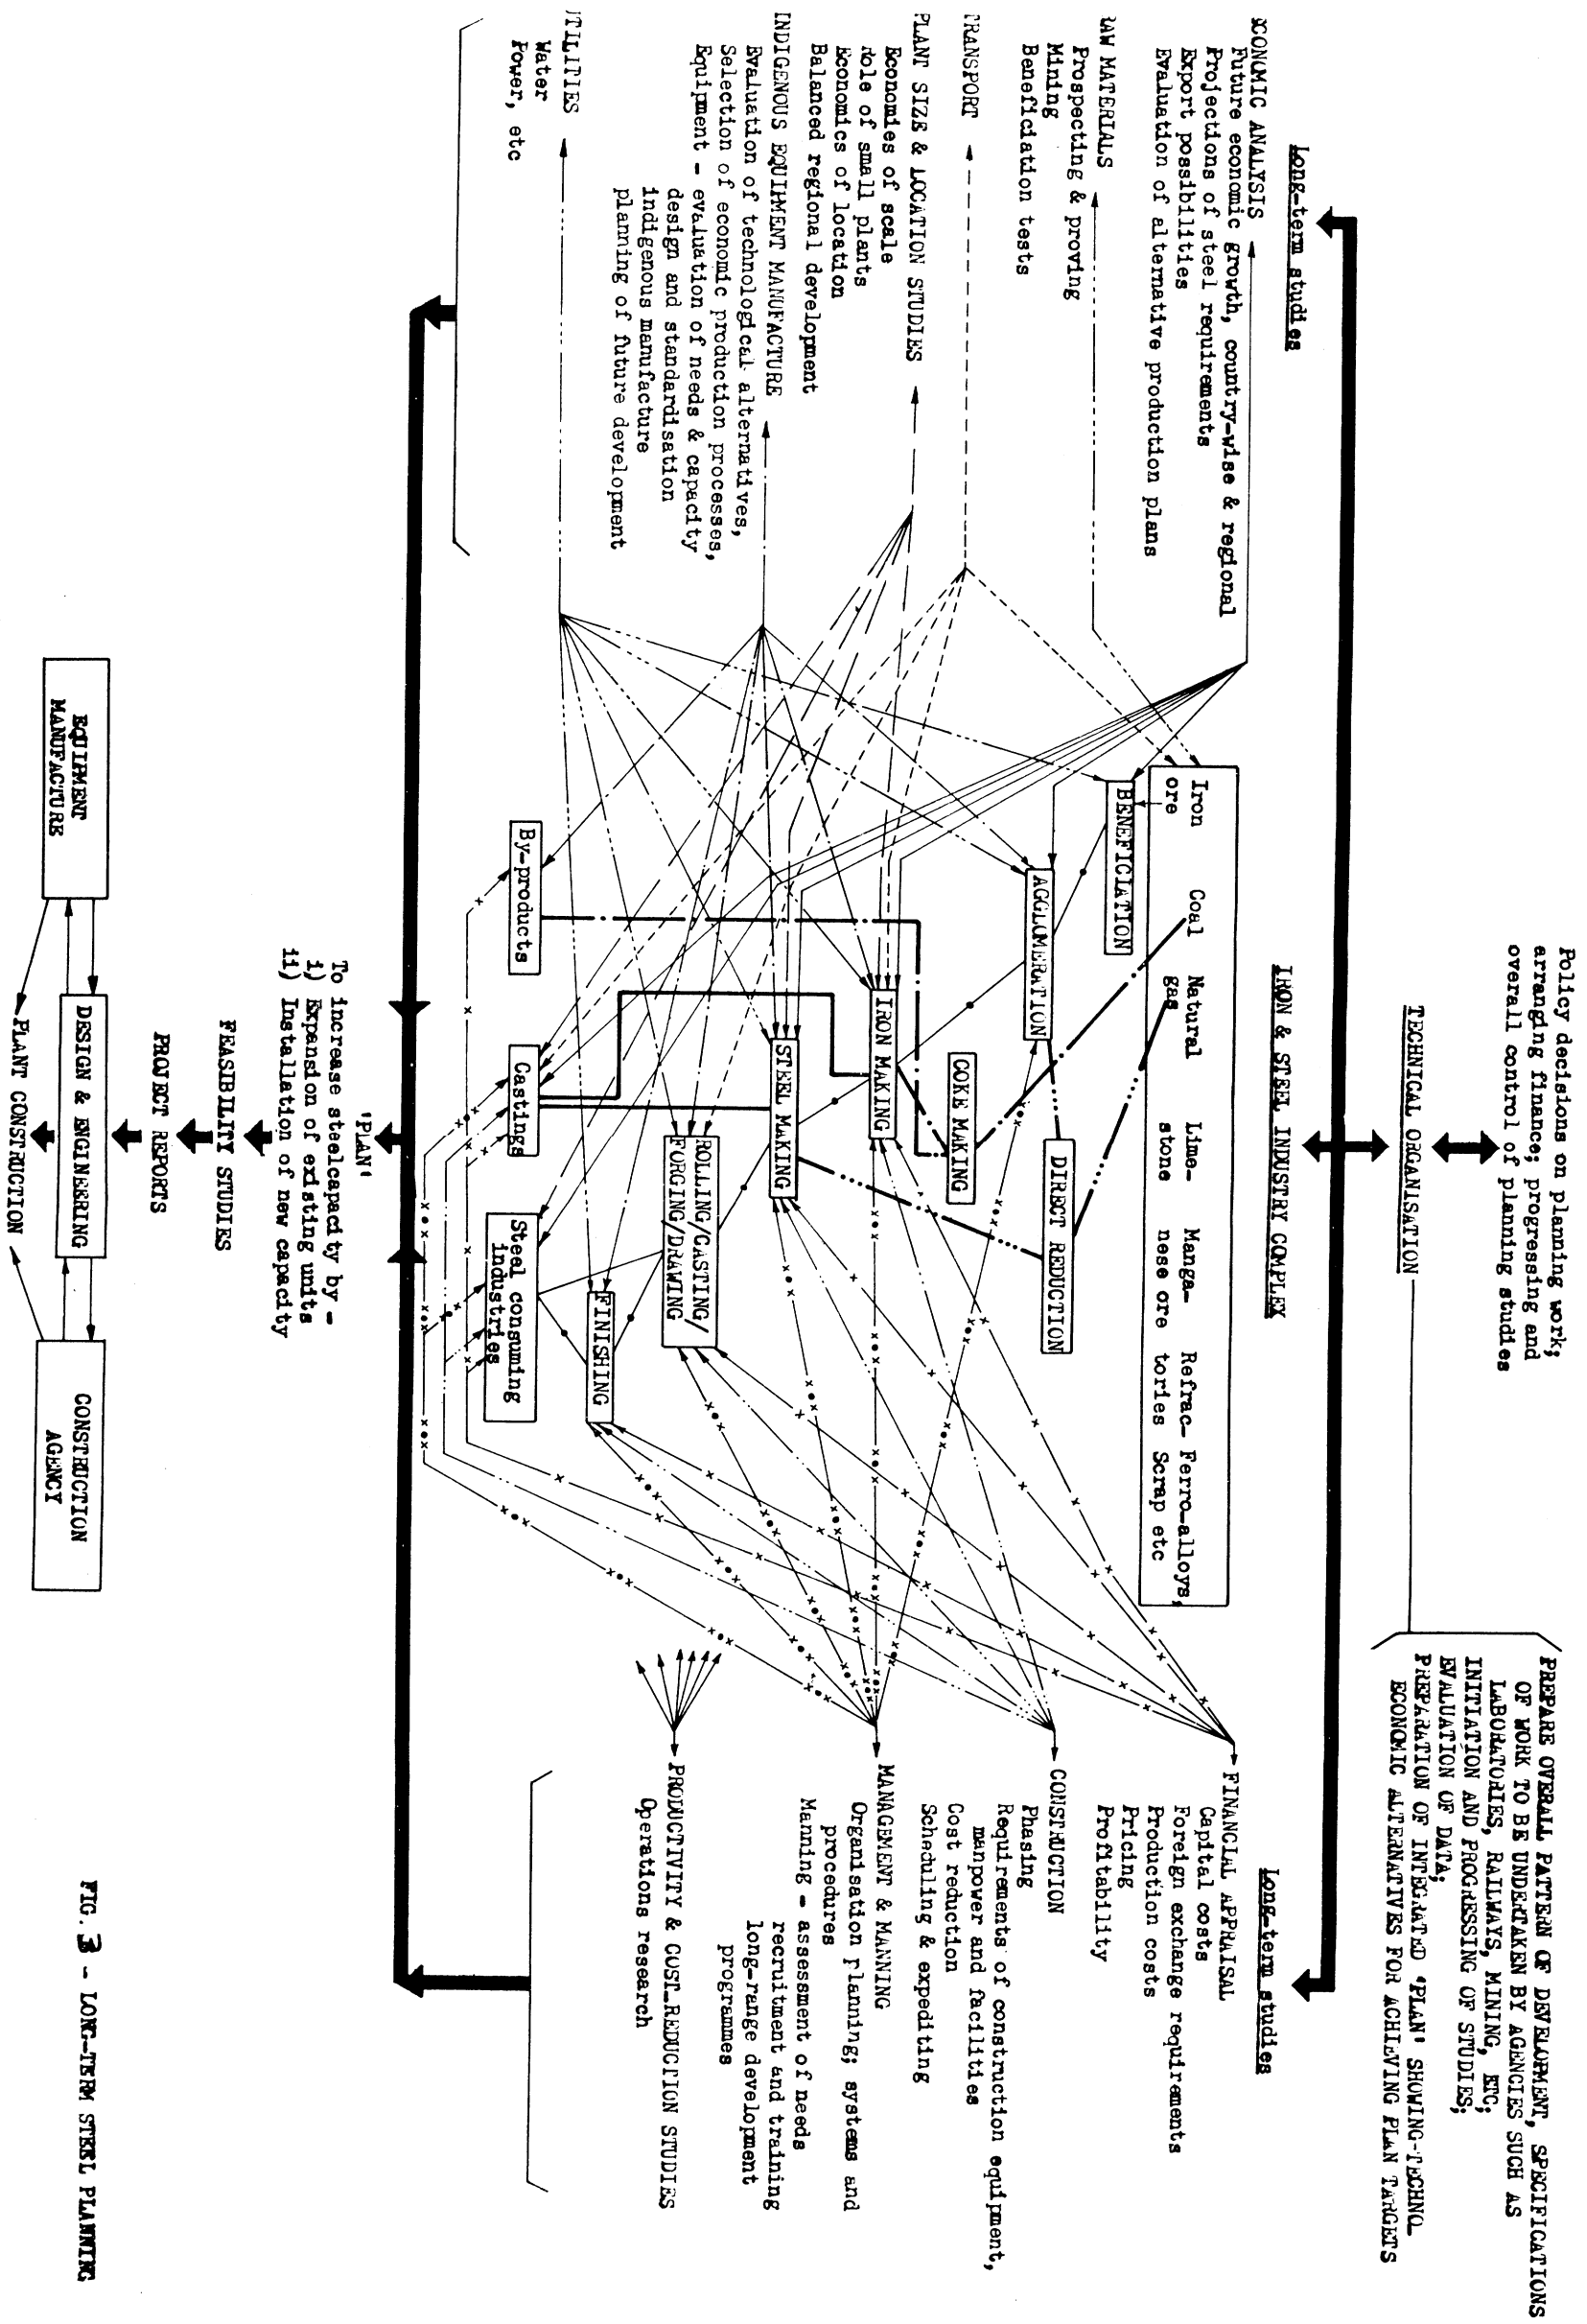 Policy decisions on planning work;
arranging finance; progressing and
overall control of planning studies
TECHNICAL ORGANISATION
PREPARE OVERALL PATTERN OF DEVELOPMENT, SPECIFICATIONS
OF WORK TO BE UNDERTAKEN BY AGENCIES SUCH AS
LABORATORIES, RAILWAYS, MINING, ETC;
INITIATION AND PROGRESSING OF STUDIES;
EVALUATION OF DATA;
PREPARATION OF INTEGRATED 'PLAN' SHOWING-TECHNO-
ECONOMIC ALTERNATIVES FOR ACHIEVING PLAN TARGETS
Long-term studies
IRON & STEEL INDUSTRY COMPLEX
Long-term studies
ECONOMIC ANALYSIS
Future economic growth, country-wise & regional
Projections of steel requirements
Export possibilities
Evaluation of alternative production plans
RAW MATERIALS
Prospecting & proving
Mining
Beneficiation tests
TRANSPORT
PLANT SIZE & LOCATION STUDIES
Economies of scale
Role of small plants
Economics of location
Balanced regional development
INDIGENOUS EQUIPMENT MANUFACTURE
Evaluation of technological alternatives,
Selection of economic production processes,
Equipment - evaluation of needs & capacity
design and standardisation
indigenous manufacture
planning of future development
UTILITIES
Water
Power, etc
Iron
ore
Coal
Natural
gas
Lime-
stone
Manga-
nese ore
Refrac-
tories
Ferro-alloys,
Scrap etc
BENEFICIATION
AGGLOMERATION
DIRECT REDUCTION
COKE MAKING
IRON MAKING
STEEL MAKING
ROLLING/CASTING/
FORGING/DRAWING
FINISHING
By-products
Castings
Steel consuming
industries
FINANCIAL APPRAISAL
Capital costs
Foreign exchange requirements
Production costs
Pricing
Profitability
CONSTRUCTION
Phasing
Requirements of construction equipment,
manpower and facilities
Cost reduction
Scheduling & expediting
MANAGEMENT & MANNING
Organisation planning; systems and
procedures
Manning - assessment of needs
recruitment and training
long-range development
programmes
PRODUCTIVITY & COST-REDUCTION STUDIES
Operations research
'PLAN'
To increase steelcapacity by -
i) Expansion of existing units
ii) Installation of new capacity
FEASIBILITY STUDIES
PROJECT REPORTS
EQUIPMENT
MANUFACTURE
DESIGN & ENGINEERING
CONSTRUCTION
AGENCY
PLANT CONSTRUCTION
FIG. 3 - LONG-TERM STEEL PLANNING